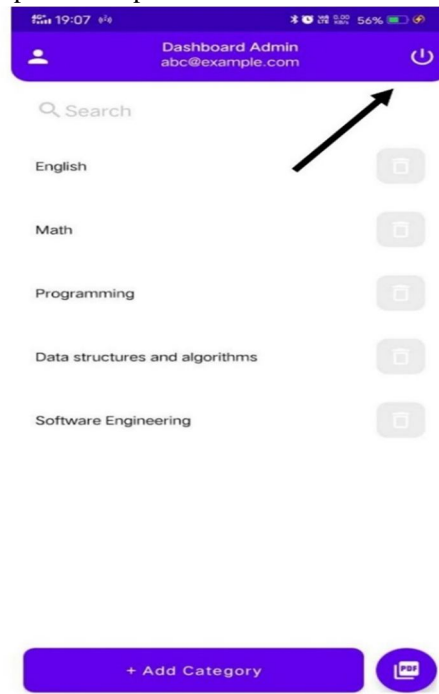 19:07
56%
Dashboard Admin
abc@example.com
Search
English
Math
Programming
Data structures and algorithms
Software Engineering
+ Add Category
PDF